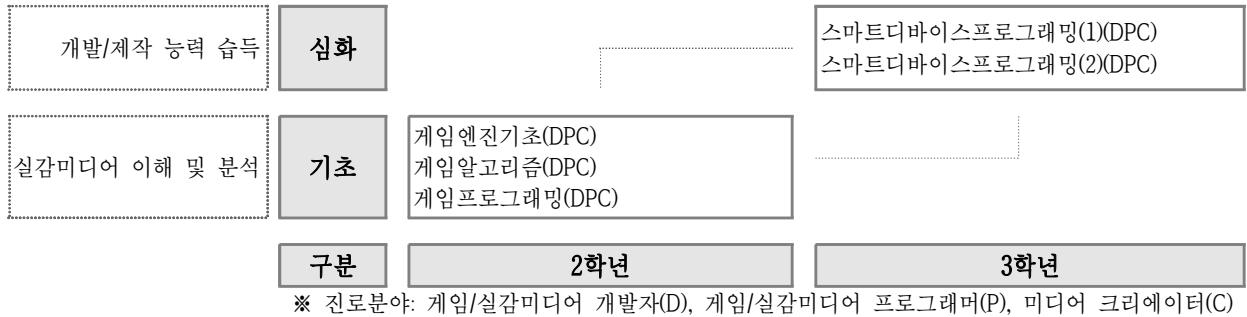 개발/제작 능력 습득
심화
스마트디바이스프로그래밍(1)(DPC)
스마트디바이스프로그래밍(2)(DPC)
실감미디어 이해 및 분석
기초
게임엔진기초(DPC)
게임알고리즘(DPC)
게임프로그래밍(DPC)
구분
2학년
3학년
※ 진로분야: 게임/실감미디어 개발자(D), 게임/실감미디어 프로그래머(P), 미디어 크리에이터(C)